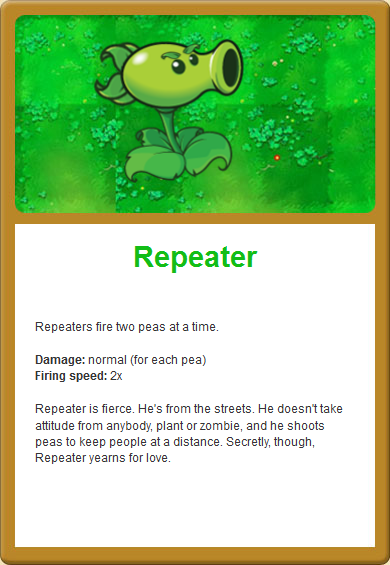 Repeater
Repeaters fire two peas at a time.
Damage: normal (for each pea)
Firing speed: 2x
Repeater is fierce. He's from the streets. He doesn't take
attitude from anybody, plant or zombie, and he shoots
peas to keep people at a distance. Secretly, though,
Repeater yearns for love.